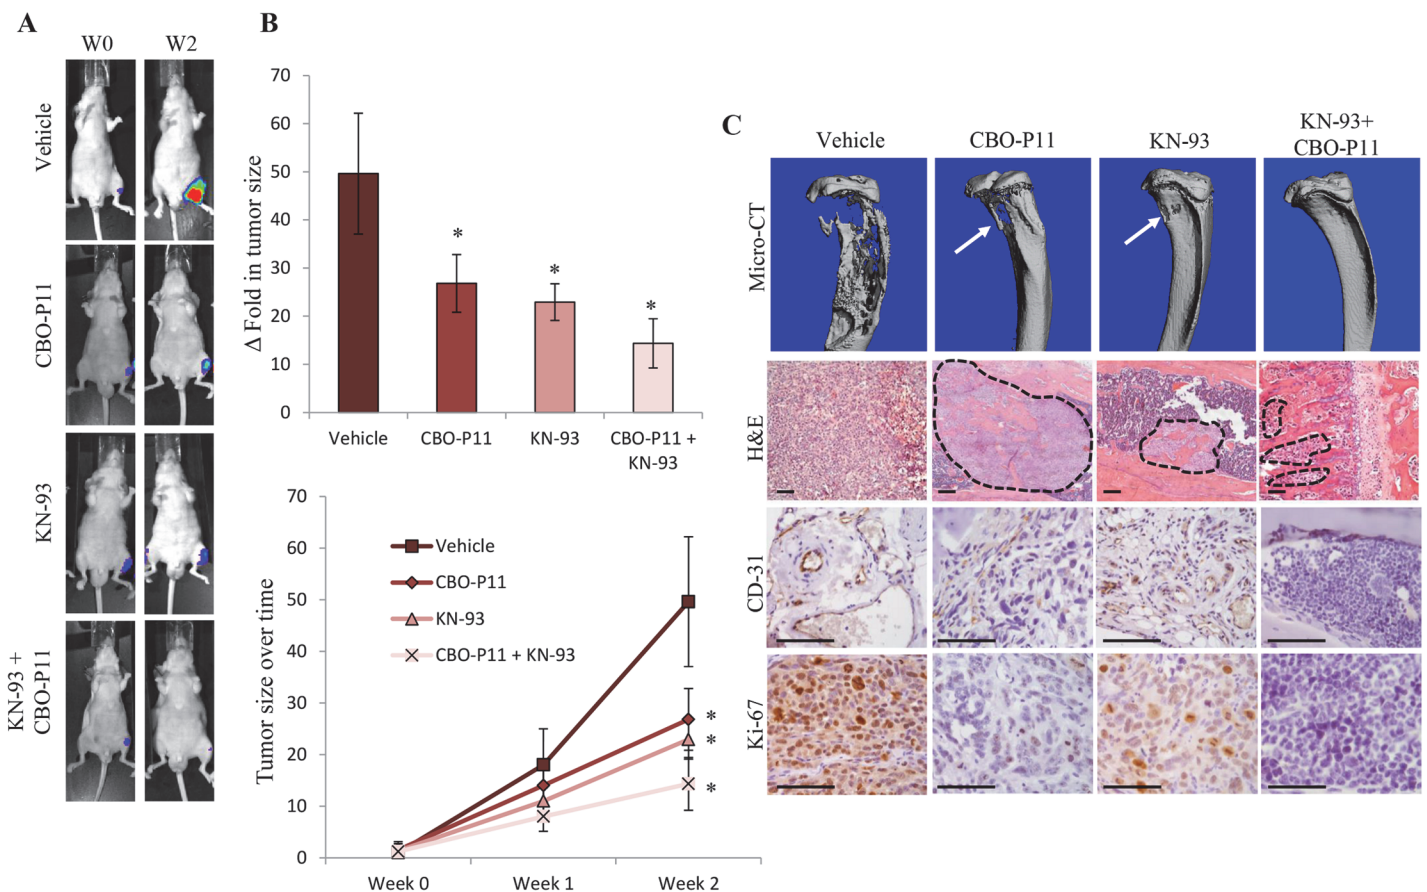 A
W0
W2
Vehicle
CBO-P11
KN-93
KN-93 +
CBO-P11
B
Δ Fold in tumor size
70
60
50
40
30
20
10
0
*
*
*
Vehicle
CBO-P11
KN-93
CBO-P11 +
KN-93
Tumor size over time
70
60
50
40
30
20
10
0
Vehicle
CBO-P11
KN-93
CBO-P11 + KN-93
*
*
*
Week 0
Week 1
Week 2
C
Vehicle
CBO-P11
KN-93
KN-93+
CBO-P11
Micro-CT
H&E
CD-31
Ki-67